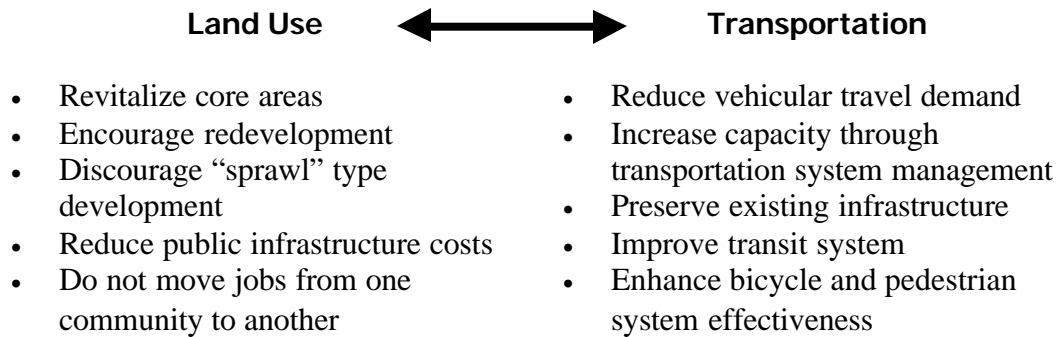 Land Use
Transportation
• Revitalize core areas
• Encourage redevelopment
• Discourage “sprawl” type
development
• Reduce public infrastructure costs
• Do not move jobs from one
community to another
• Reduce vehicular travel demand
• Increase capacity through
transportation system management
• Preserve existing infrastructure
• Improve transit system
• Enhance bicycle and pedestrian
system effectiveness